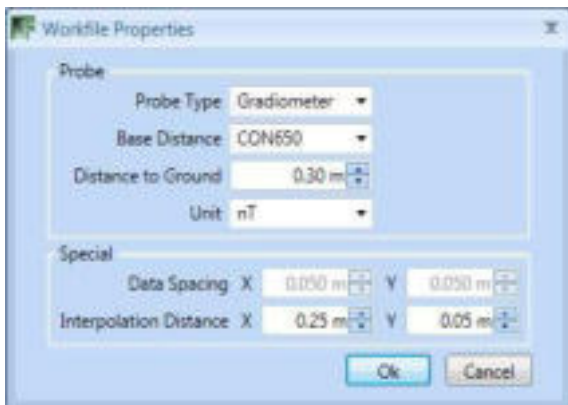 Workfile Properties
Probe
Probe Type Gradiometer
Base Distance CON650
Distance to Ground 0.30 m
Unit nT
Special
Data Spacing X 0.050 m Y 0.050 m
Interpolation Distance X 0.25 m Y 0.05 m
Ok Cancel